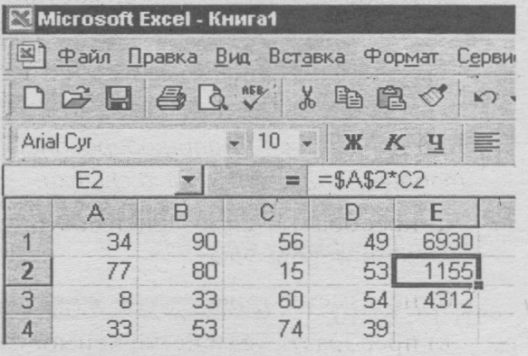 Microsoft Excel - Книга1
Файл Правка Вид Вставка Формат Серви
Arial Cyr 10 Ж К Ч
E2 = =$A$2*C2
A B C D E
1 34 90 56 49 6930
2 77 80 15 53 1155
3 8 33 60 54 4312
4 33 53 74 39